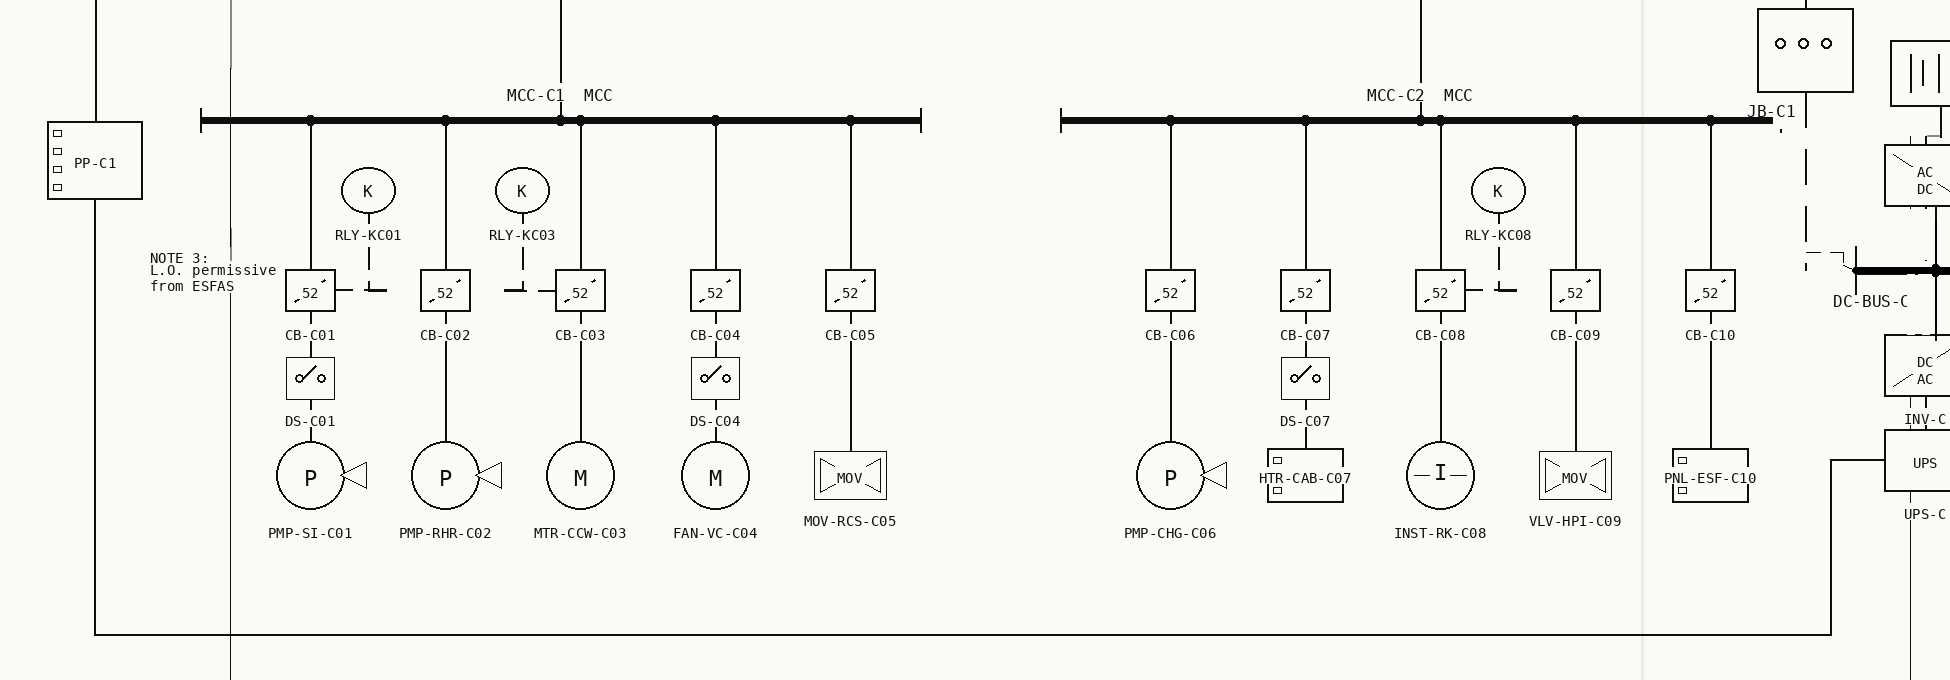 MCC-C1 MCC
MCC-C2 MCC
JB-C1
PP-C1
K
K
K
AC
DC
RLY-KC01
RLY-KC03
RLY-KC08
NOTE 3:
L.O. permissive
from ESFAS
52
52
52
52
52
52
52
52
52
52
DC-BUS-C
CB-C01
CB-C02
CB-C03
CB-C04
CB-C05
CB-C06
CB-C07
CB-C08
CB-C09
CB-C10
DC
AC
DS-C01
DS-C04
DS-C07
INV-C
P
P
M
M
MOV
P
HTR-CAB-C07
I
MOV
PNL-ESF-C10
UPS
PMP-SI-C01
PMP-RHR-C02
MTR-CCW-C03
FAN-VC-C04
MOV-RCS-C05
PMP-CHG-C06
INST-RK-C08
VLV-HPI-C09
UPS-C